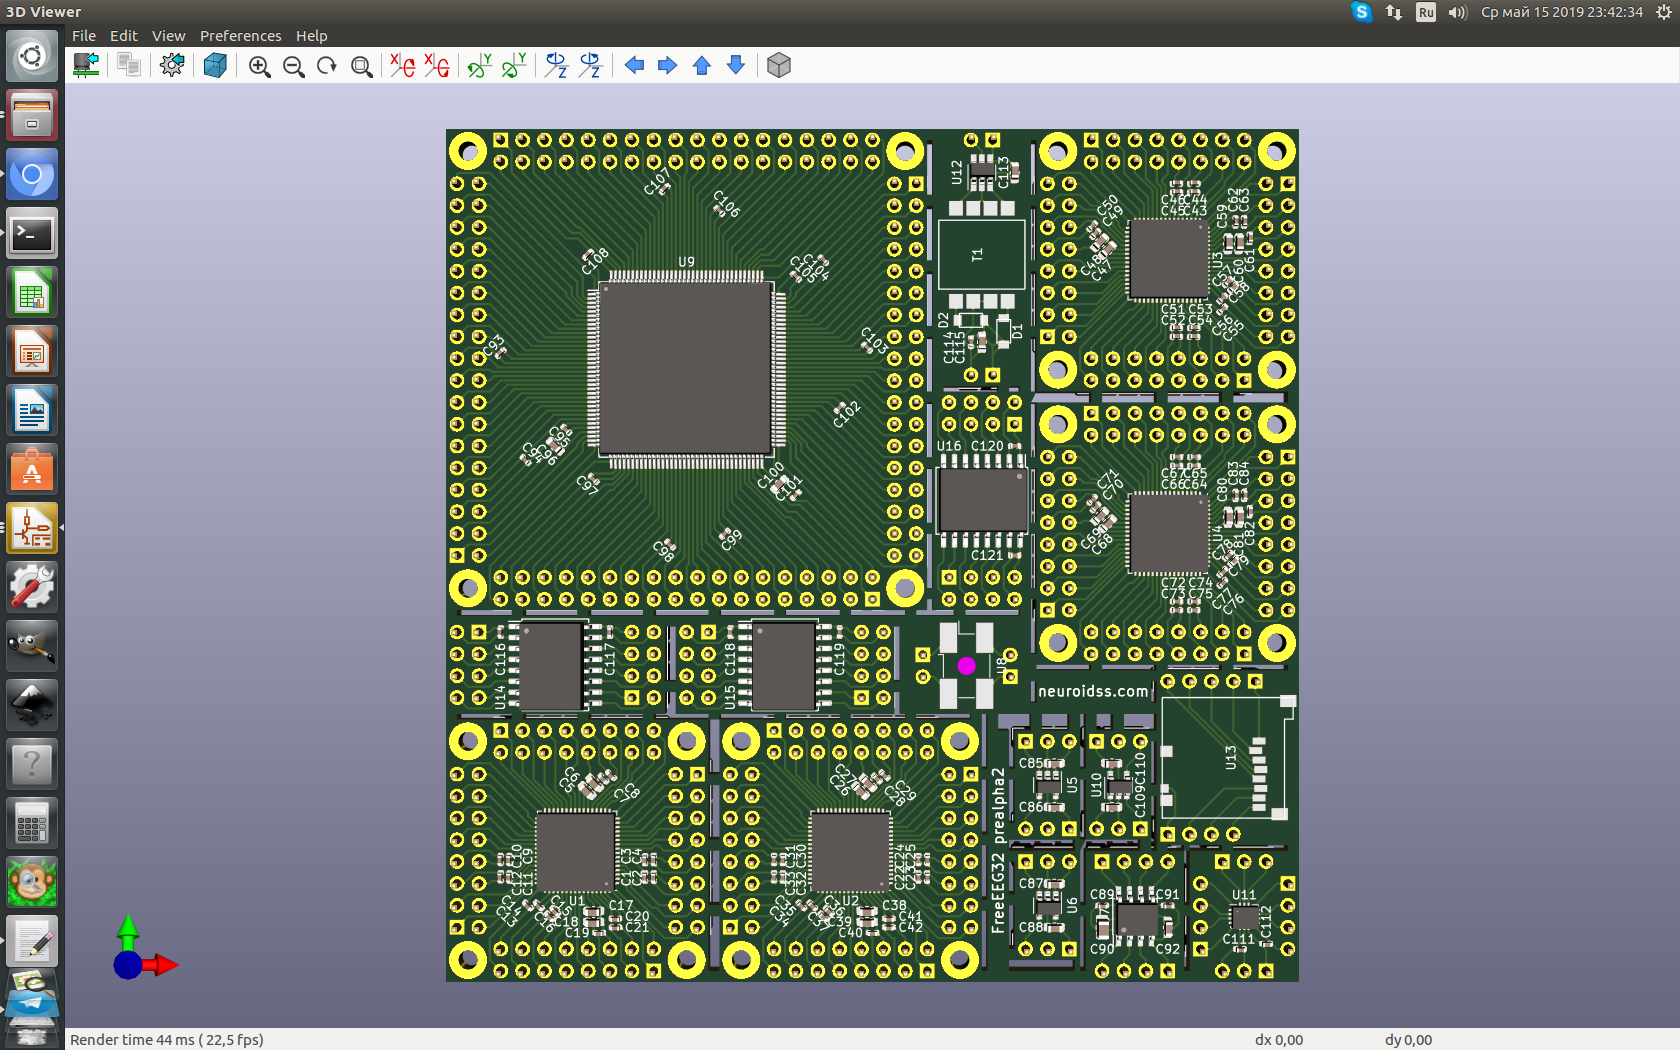 3D Viewer
Ru
Ср май 15 2019 23:42:34
File Edit View Preferences Help
C107
C106
U12
C113
C50
C49
C46 C44
C45 C43
C59
C62
C63
C108
U9
C104
C105
T1
C48
C47
U3
C60
C61
C57
C58
C51 C53
C52 C54
C56
C55
C93
C103
D2
D1
C114
C115
C102
U16 C120
C71
C70
C67 C65
C66 C64
C80
C83
C84
C95
C94
C96
C97
C100
C101
C69
C68
U4
C81
C82
C78
C79
C98
C99
C121
C72 C74
C73 C75
C77
C76
C116
U14
C117
C118
U15
C119
U8
neuroidss.com
U13
C6
C5
C8
C7
C27
C26
C29
C28
C85
C86
U5
U10
C110
C109
FreeEEG32 prealpha2
C10
C12
C9
C11
C3
C1
C4
C2
C31
C33
C30
C32
C24
C22
C25
C23
C14
C16
U1
C17
C18
C19
C20
C21
U2
C38
C39
C40
C41
C42
C87
C88
U6
C89
C90
C91
C92
U11
C111
C112
Render time 44 ms ( 22,5 fps)
dx 0,00
dy 0,00